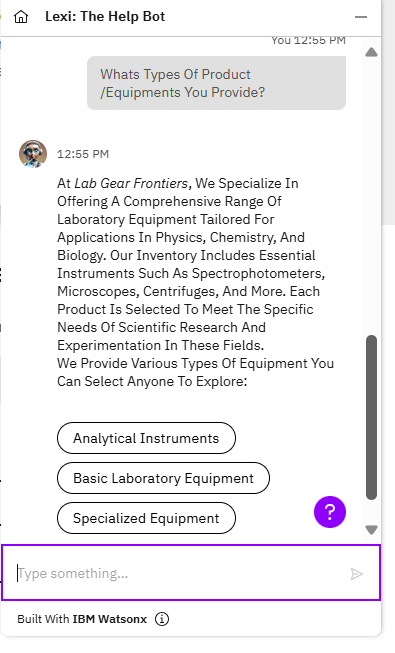 Lexi: The Help Bot
You 12:55 PM
Whats Types Of Product
/Equipments You Provide?
12:55 PM
At Lab Gear Frontiers, We Specialize In
Offering A Comprehensive Range Of
Laboratory Equipment Tailored For
Applications In Physics, Chemistry, And
Biology. Our Inventory Includes Essential
Instruments Such As Spectrophotometers,
Microscopes, Centrifuges, And More. Each
Product Is Selected To Meet The Specific
Needs Of Scientific Research And
Experimentation In These Fields.
We Provide Various Types Of Equipment You
Can Select Anyone To Explore:
Analytical Instruments
Basic Laboratory Equipment
Specialized Equipment
?
Type something...
Built With IBM Watsonx